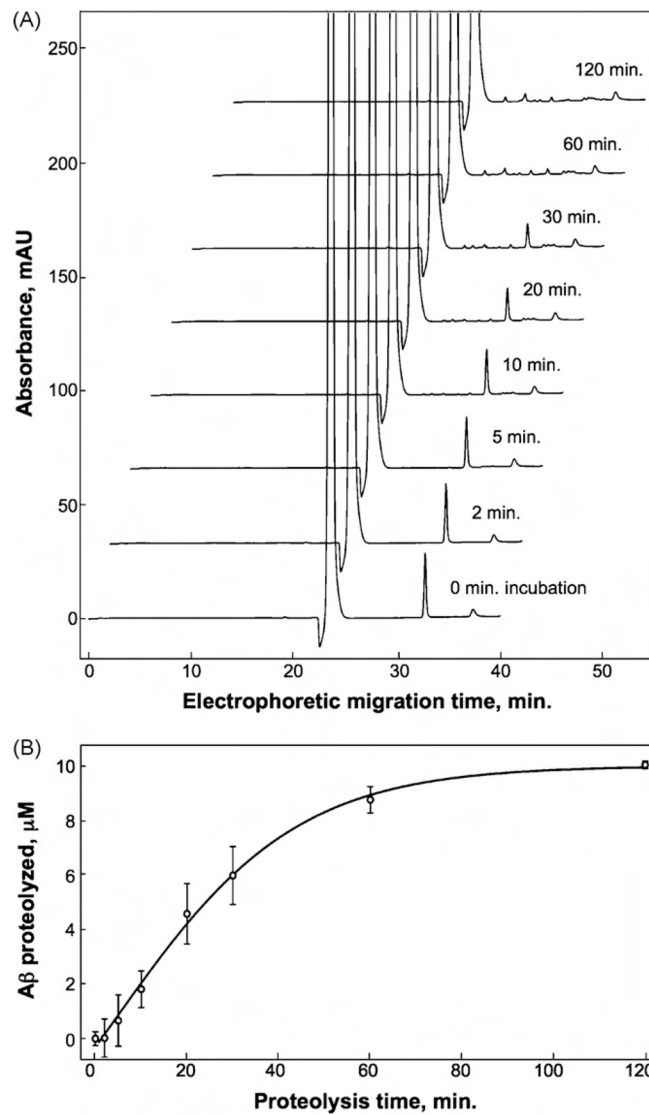 (A)
250
200
150
100
50
0
Absorbance, mAU
120 min.
60 min.
30 min.
20 min.
10 min.
5 min.
2 min.
0 min. incubation
0 10 20 30 40 50
Electrophoretic migration time, min.
(B)
10
8
6
4
2
0
Aβ proteolyzed, μM
0 20 40 60 80 100 120
Proteolysis time, min.